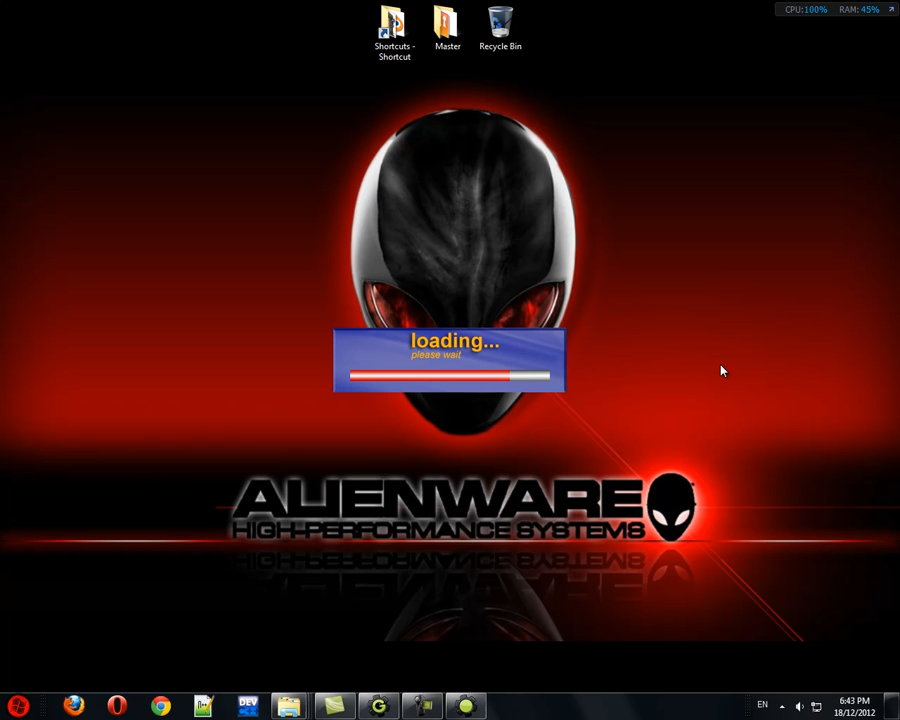 CPU:100% RAM: 45%
Shortcuts -
Shortcut
Master
Recycle Bin
loading...
please wait
ALIENWARE
HIGH-PERFORMANCE SYSTEMS
DEV
G
EN
6:43 PM
18/12/2012